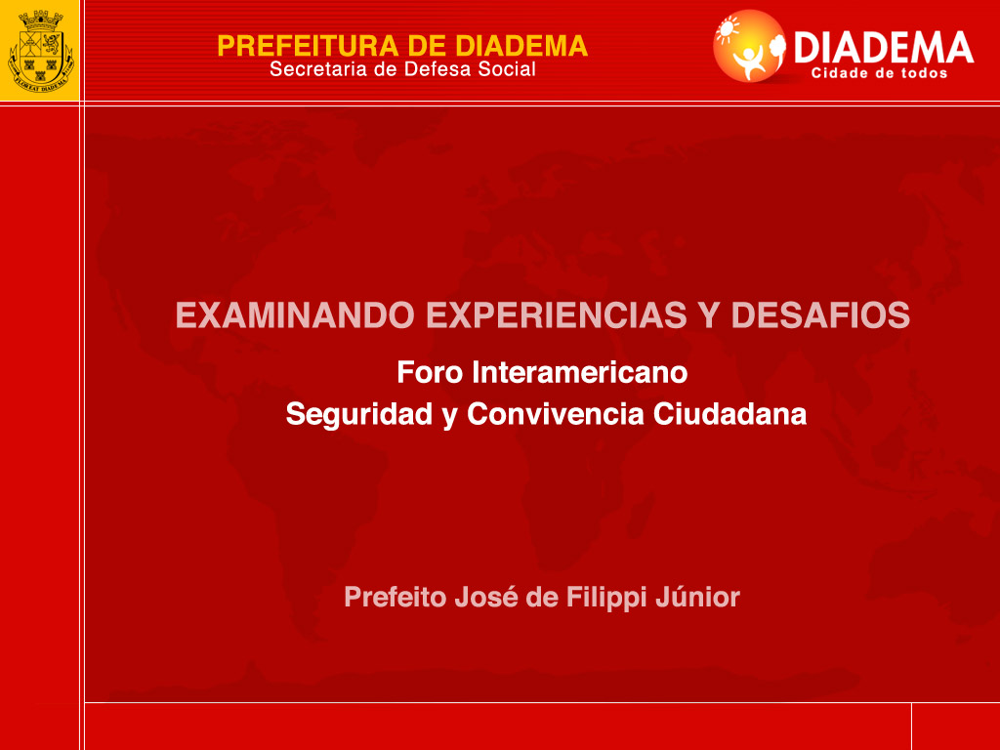 PREFEITURA DE DIADEMA
Secretaria de Defesa Social
DIADEMA
Cidade de todos
FLOREAT DIADEMA
EXAMINANDO EXPERIENCIAS Y DESAFIOS
Foro Interamericano
Seguridad y Convivencia Ciudadana
Prefeito José de Filippi Júnior